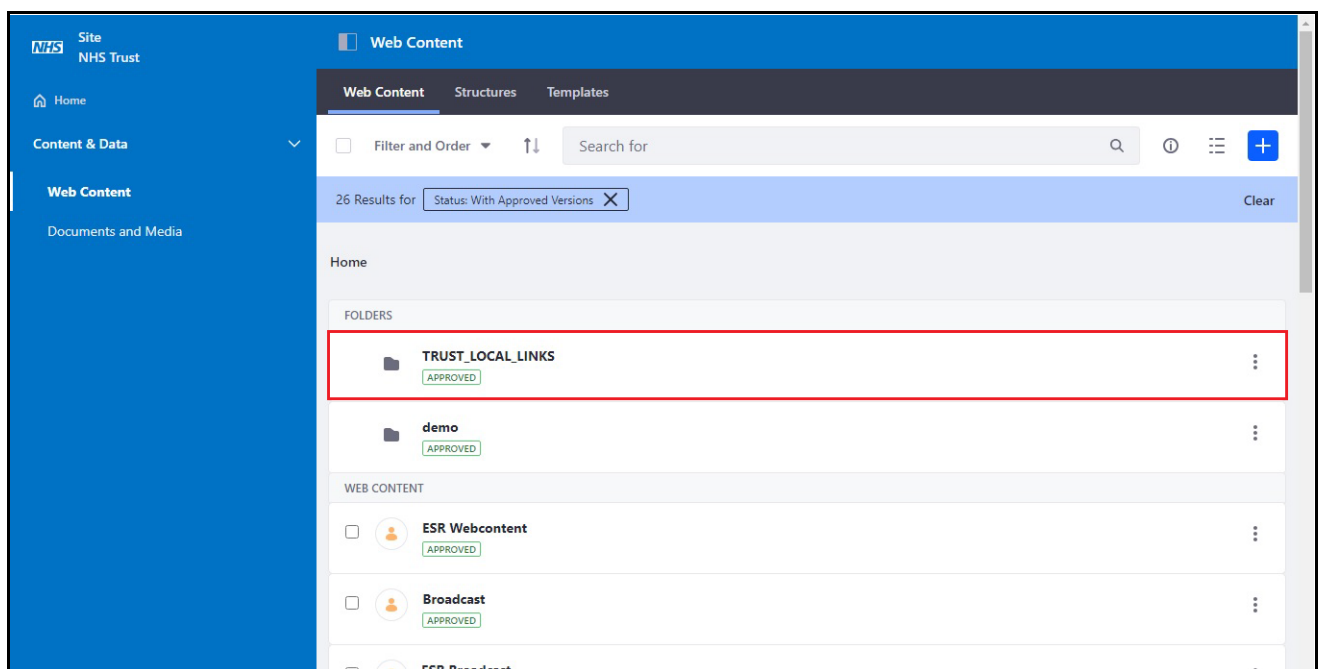 NHS
Site
NHS Trust
Home
Content & Data
Web Content
Documents and Media
Web Content
Web Content Structures Templates
Filter and Order Search for
26 Results for Status: With Approved Versions Clear
Home
FOLDERS
TRUST_LOCAL_LINKS
APPROVED
demo
APPROVED
WEB CONTENT
ESR Webcontent
APPROVED
Broadcast
APPROVED
ESR Broadcast